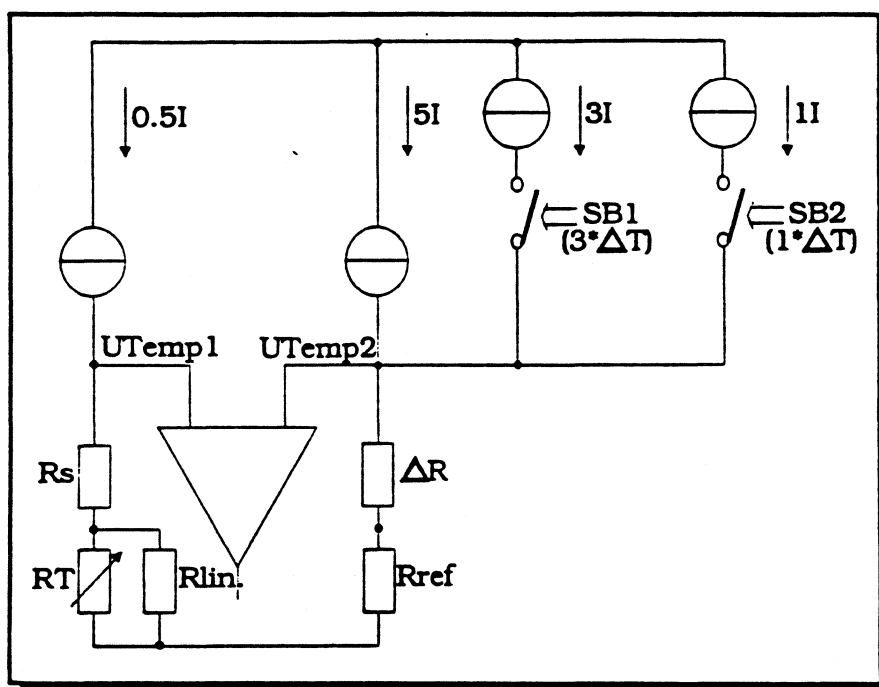 0.5I
5I
3I
1I
SB1
(3*ΔT)
SB2
(1*ΔT)
UTemp1
UTemp2
Rs
ΔR
RT
Rlin.
Rref